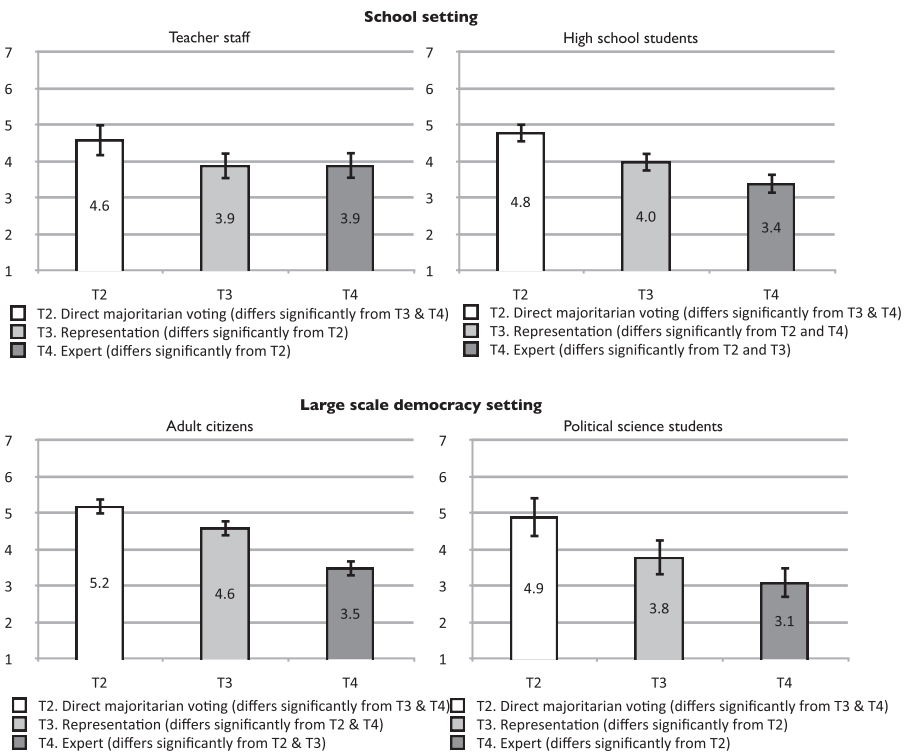 School setting
Teacher staff
7
6
5
4
3
2
1
4.6
3.9
3.9
T2 T3 T4
T2. Direct majoritarian voting (differs significantly from T3 & T4)
T3. Representation (differs significantly from T2)
T4. Expert (differs significantly from T2)
High school students
7
6
5
4
3
2
1
4.8
4.0
3.4
T2 T3 T4
T2. Direct majoritarian voting (differs significantly from T3 & T4)
T3. Representation (differs significantly from T2 and T4)
T4. Expert (differs significantly from T2 and T3)
Large scale democracy setting
Adult citizens
7
6
5
4
3
2
1
5.2
4.6
3.5
T2 T3 T4
T2. Direct majoritarian voting (differs significantly from T3 & T4)
T3. Representation (differs significantly from T2 & T4)
T4. Expert (differs significantly from T2 & T3)
Political science students
7
6
5
4
3
2
1
4.9
3.8
3.1
T2 T3 T4
T2. Direct majoritarian voting (differs significantly from T3 & T4)
T3. Representation (differs significantly from T2)
T4. Expert (differs significantly from T2)